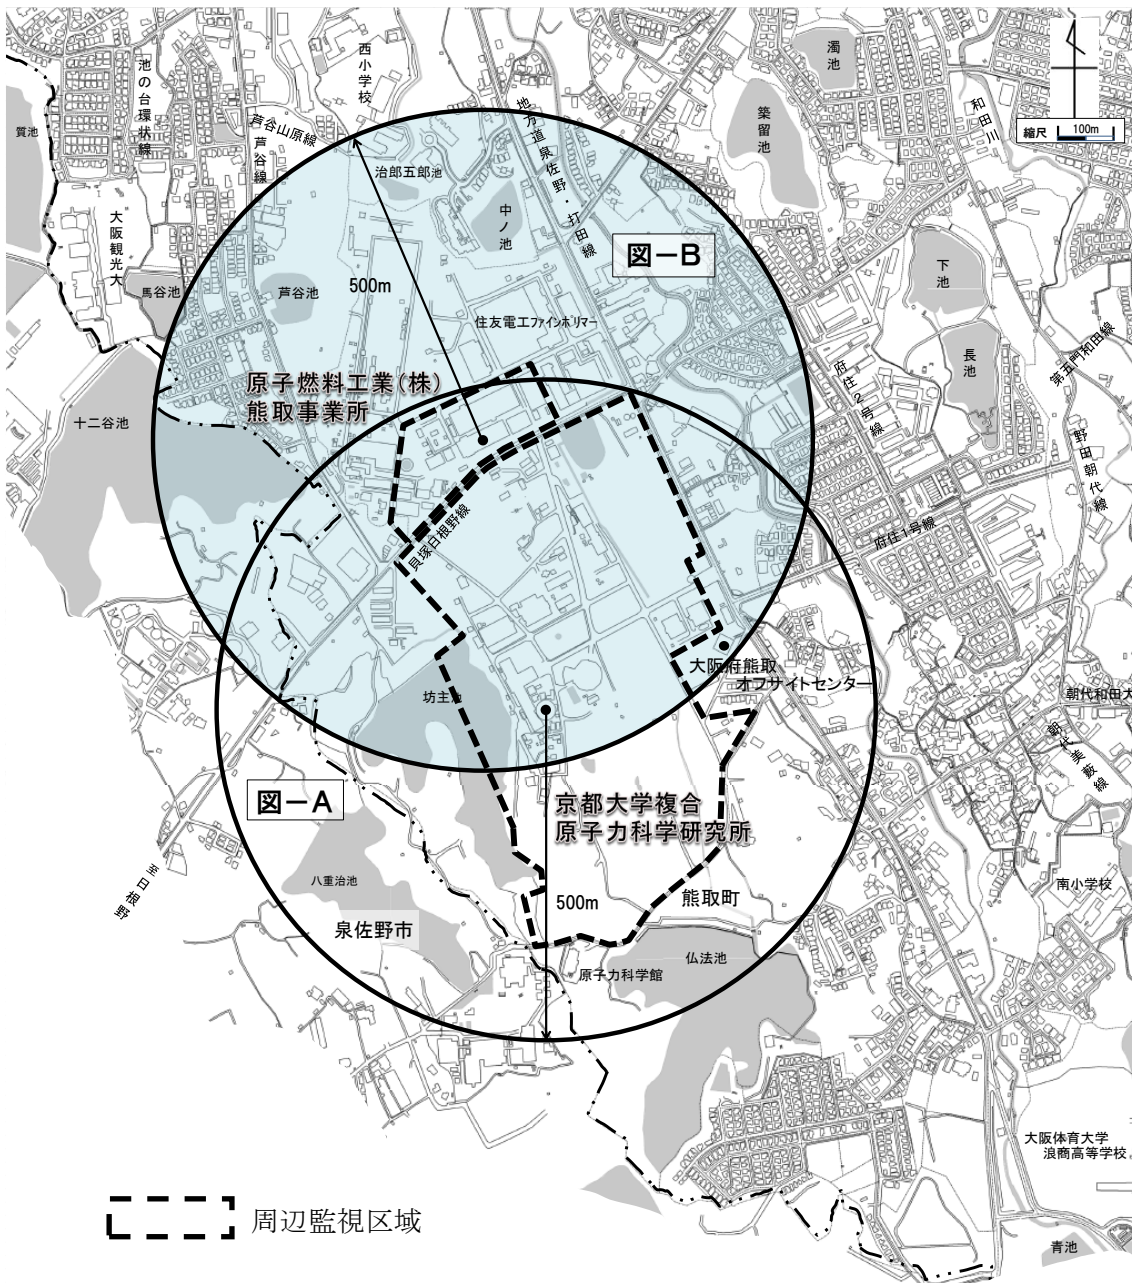 西小学校
池の台環状線
芦谷山原線
芦谷線
地方道泉佐野・打田線
濁池
築留池
和田川
縮尺 100m
質池
大阪観光大
馬谷池
治郎五郎池
中ノ池
図－B
下池
芦谷池
500m
住友電工ファインポリマー
長池
第五門和田線
府住2号線
原子燃料工業(株)
熊取事業所
十二谷池
野田朝代線
貝塚日根野線
府住1号線
大阪府熊取
オフサイトセンター
坊主
朝代和田大
朝代美薮線
図－A
京都大学複合
原子力科学研究所
八重治池
至日根野
500m
熊取町
南小学校
泉佐野市
仏法池
原子力科学館
大阪体育大学
浪商高等学校
周辺監視区域
青池